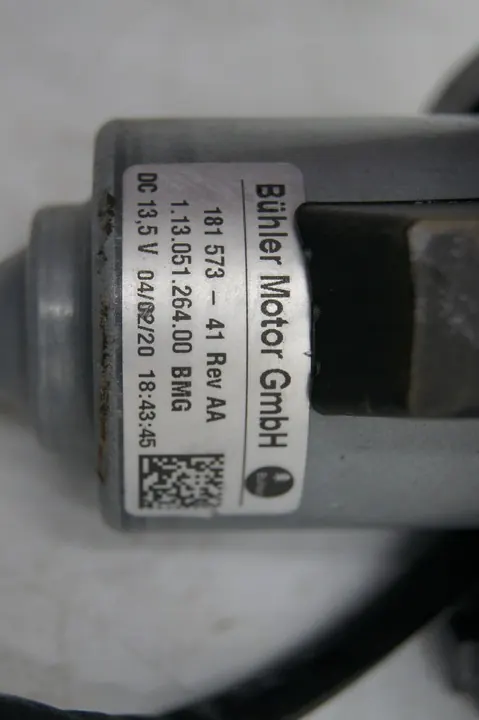 Bühler Motor GmbH
181 573 - 41 Rev AA
1.13.051.264.00 BMG
DC 13,5 V 04/02/20 18:43:45